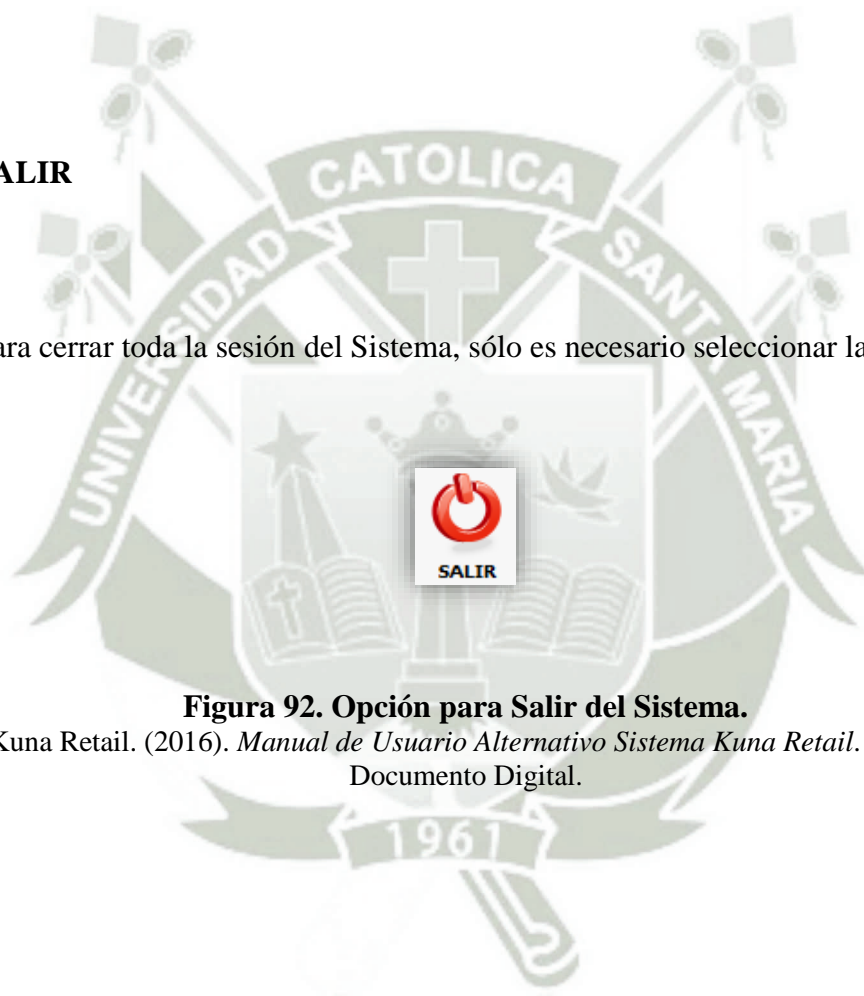 ALIR
CATOLICA
UNIVERSIDAD
SANTA MARIA
ara cerrar toda la sesión del Sistema, sólo es necesario seleccionar la
SALIR
Figura 92. Opción para Salir del Sistema.
Kuna Retail. (2016). Manual de Usuario Alternativo Sistema Kuna Retail.
Documento Digital.
1961